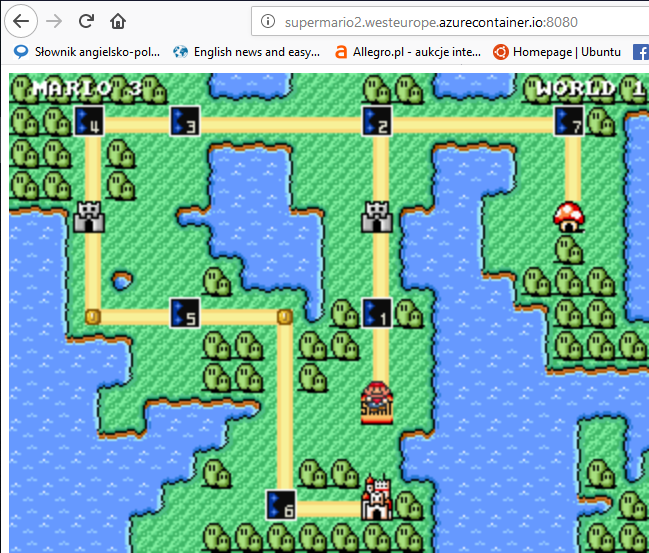 supermario2.westeurope.azurecontainer.io:8080
Słownik angielsko-pol... English news and easy... Allegro.pl - aukcje inte... Homepage | Ubuntu
MARIO 3 WORLD 1
4 3 2 7
5 1
6